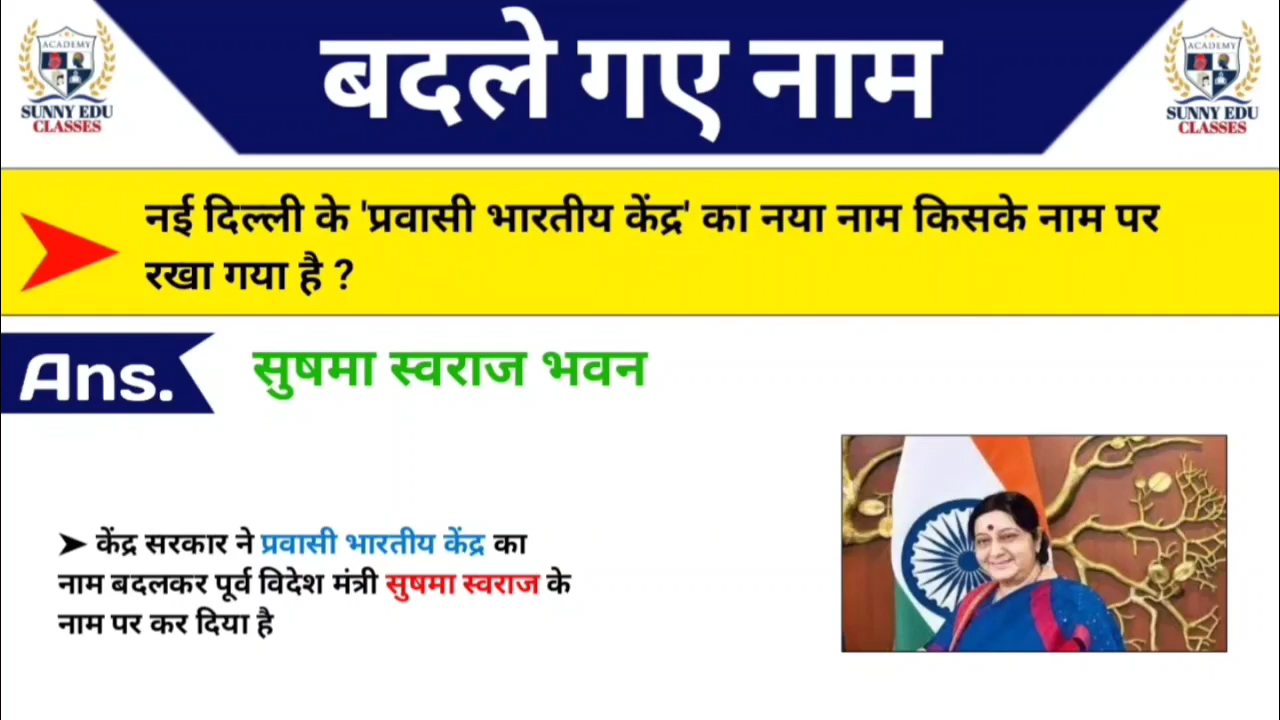 ACADEMY
SUNNY EDU
CLASSES
बदले गए नाम
ACADEMY
SUNNY EDU
CLASSES
नई दिल्ली के 'प्रवासी भारतीय केंद्र' का नया नाम किसके नाम पर
रखा गया है ?
Ans.
सुषमा स्वराज भवन
➤ केंद्र सरकार ने प्रवासी भारतीय केंद्र का
नाम बदलकर पूर्व विदेश मंत्री सुषमा स्वराज के
नाम पर कर दिया है